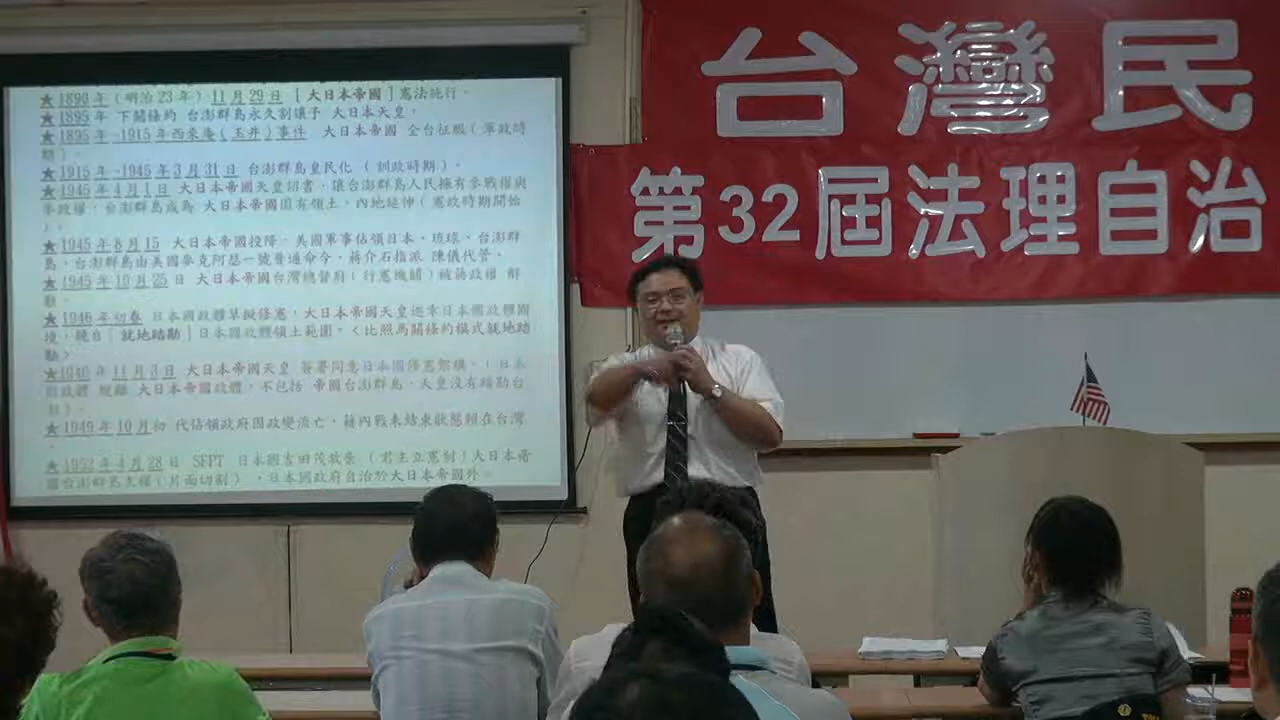 台灣民
第32屆法理自治
★1890年(明治23年)11月29日 [大日本帝國]憲法施行。
★1895年 下關條約 台澎群島永久割讓予 大日本天皇。
★1895年-1915年西來庵(玉井)事件 大日本帝國 全台征服(軍政時
期)。
★1915年-1945年3月31日 台澎群島皇民化 (訓政時期)。
★1945年4月1日 大日本帝國天皇詔書,讓台澎群島人民擁有參戰權與
參政權,台澎群島成為 大日本帝國固有領土,內地延伸(憲政時期開始
)。
★1945年8月15 大日本帝國投降,美國軍事佔領日本、琉球、台澎群
島,台澎群島由美國麥克阿瑟一號普通命令,蔣介石指派 陳儀代管。
★1945年10月25日 大日本帝國台灣總督府(行憲機關)被蔣政權 解
★1946年初春 日本國政體草擬修憲,大日本帝國天皇巡幸日本國政體國
境,親自[就地踏勘]日本國政體領土範圍。<比照馬關條約模式就地踏
勘>
★1946年11月3日 大日本帝國天皇 簽署同意日本國修憲架構。(日本
國政體 脫離 大日本帝國政體,不包括 帝國台澎群島,天皇沒有踏勘台
★1949年10月初 代佔領政府因政變流亡,藉內戰未結束狀態賴在台灣
★1952年4月28日 SFPT 日本國吉田茂放棄 (君主立憲制)大日本帝
國台澎群島主權(片面切割),日本國政府自治於大日本帝國外。